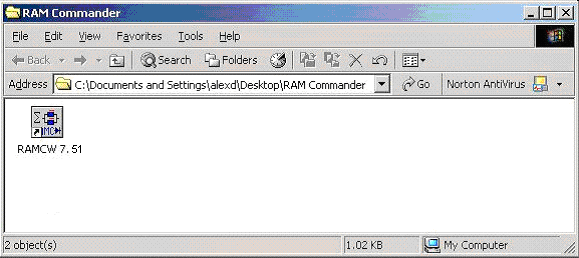 RAM Commander
File Edit View Favorites Tools Help
Back Search Folders
Address C:\Documents and Settings\alexd\Desktop\RAM Commander Go Norton AntiVirus
MC
RAMCW 7.51
2 object(s) 1.02 KB My Computer